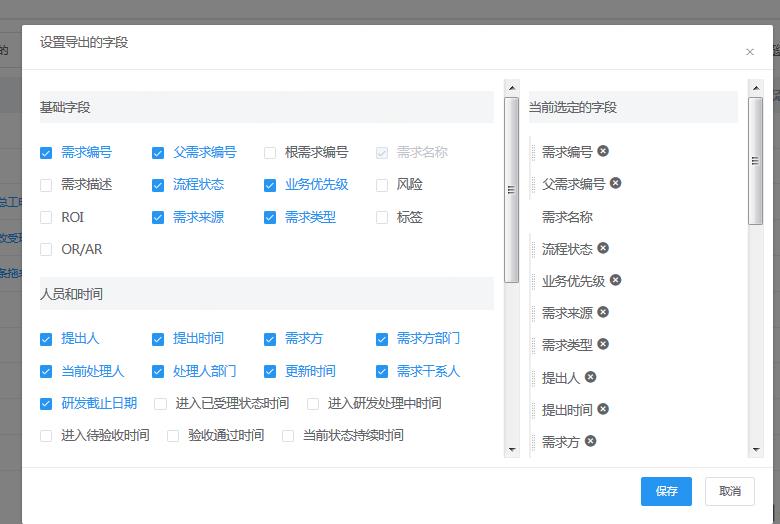 设置导出的字段
×
的
基础字段
需求编号 父需求编号 根需求编号 需求名称
需求描述 流程状态 业务优先级 风险
ROI 需求来源 需求类型 标签
OR/AR
人员和时间
提出人 提出时间 需求方 需求方部门
当前处理人 处理人部门 更新时间 需求干系人
研发截止日期 进入已受理状态时间 进入研发处理中时间
进入待验收时间 验收通过时间 当前状态持续时间
当前选定的字段
需求编号
父需求编号
需求名称
流程状态
业务优先级
需求来源
需求类型
提出人
提出时间
需求方
保存 取消